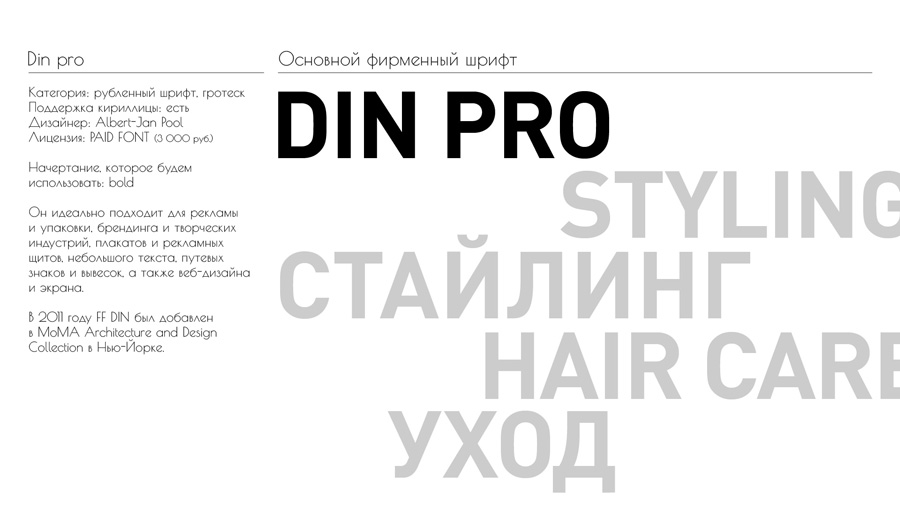 Din pro
Категория: рубленный шрифт, гротеск
Поддержка кириллицы: есть
Дизайнер: Albert-Jan Pool
Лицензия: PAID FONT (3 000 руб.)
Начертание, которое будем
использовать: bold
Он идеально подходит для рекламы
и упаковки, брендинга и творческих
индустрий, плакатов и рекламных
щитов, небольшого текста, путевых
знаков и вывесок, а также веб-дизайна
и экрана.
В 2011 году FF DIN был добавлен
в MoMA Architecture and Design
Collection в Нью-Йорке.
Основной фирменный шрифт
DIN PRO
STYLING
СТАЙЛИНГ
HAIR CARE
УХОД